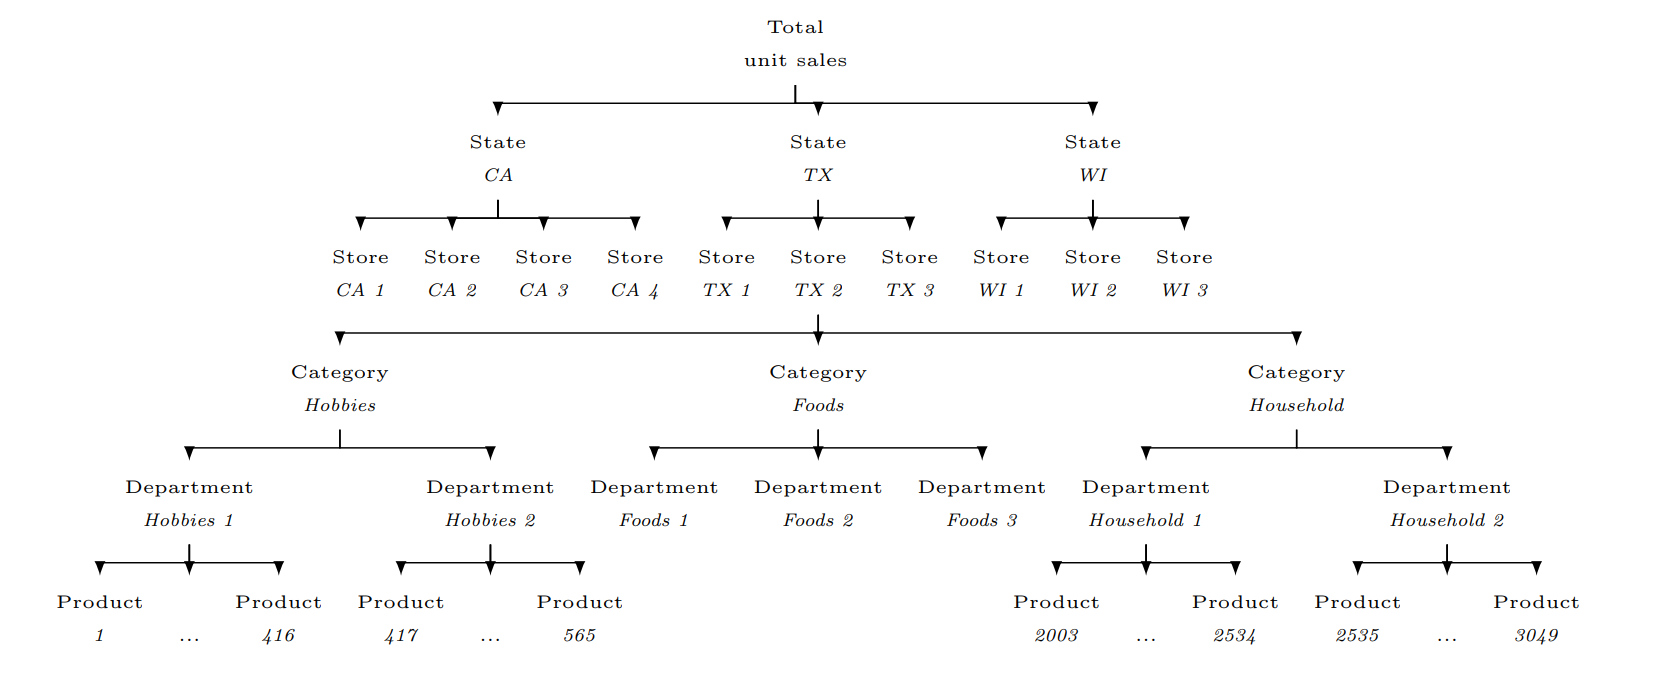 Total
unit sales
State State State
CA TX WI
Store Store Store Store Store Store Store Store Store Store
CA 1 CA 2 CA 3 CA 4 TX 1 TX 2 TX 3 WI 1 WI 2 WI 3
Category Category Category
Hobbies Foods Household
Department Department Department Department Department Department Department
Hobbies 1 Hobbies 2 Foods 1 Foods 2 Foods 3 Household 1 Household 2
Product Product Product Product Product Product Product Product
1 ... 416 417 ... 565 2003 ... 2534 2535 ... 3049